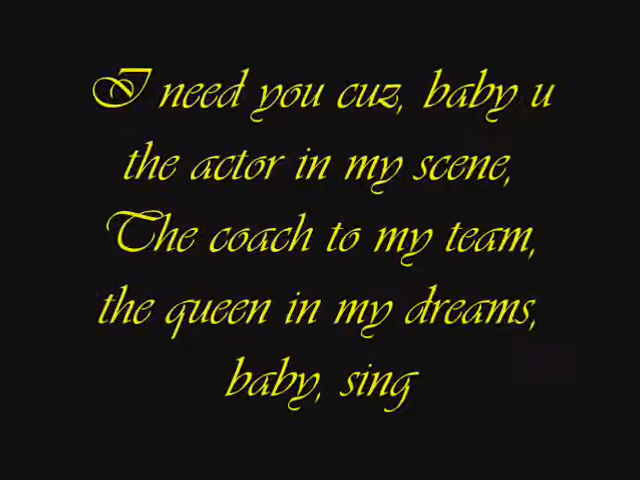 I need you cuz, baby u
the actor in my scene,
The coach to my team,
the queen in my dreams,
baby, sing